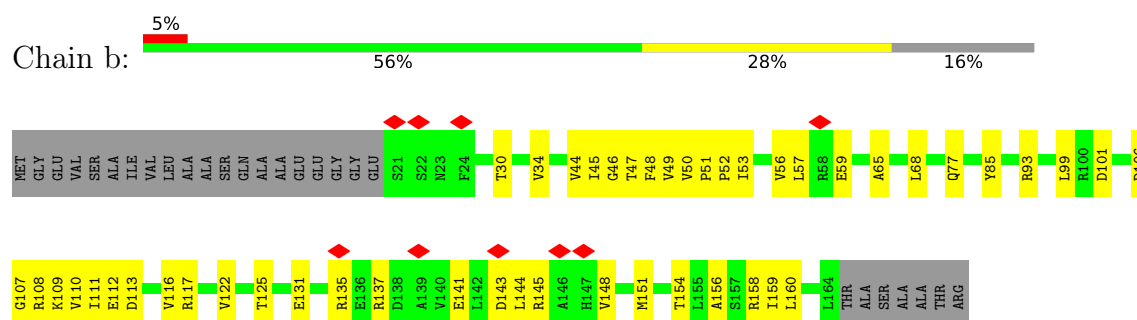 Chain b:
5%
56%
28%
16%
MET GLY GLU VAL SER ALA ILE VAL LEU ALA ALA SER GLN ALA ALA GLU GLU GLY GLY GLU S21 S22 N23 F24 T30 V34 V44 I45 G46 T47 F48 V49 V50 P51 P52 I53 V56 L57 R58 E59 A65 L68 Q77 Y85 R93 L99 R100 D101
G107 R108 K109 V110 I111 E112 D113 V116 R117 V122 T125 E131 R135 E136 R137 D138 A139 V140 E141 L142 D143 L144 R145 A146 H147 V148 M151 T154 L155 A156 S157 R158 I159 L160 L164 THR ALA SER ALA ALA THR ARG